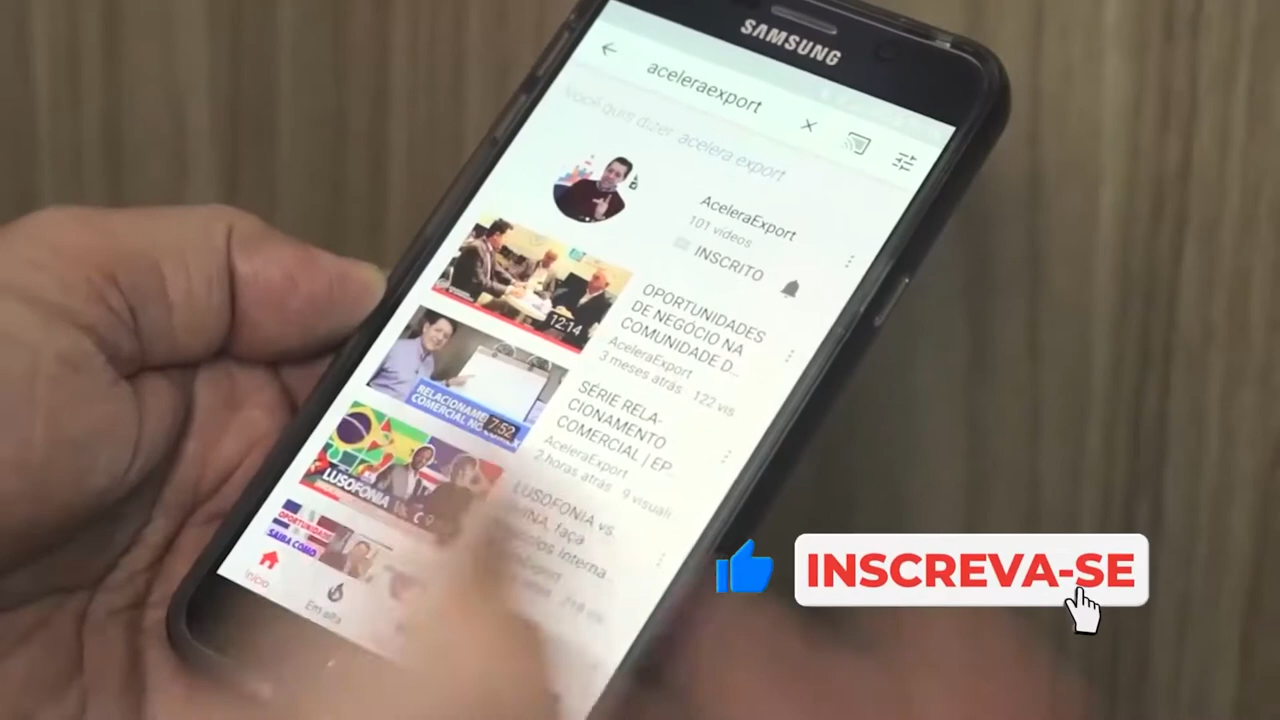 SAMSUNG
aceleraexport
Você quis dizer acelera export
AceleraExport
101 vídeos
INSCRITO
12:14
OPORTUNIDADES
DE NEGÓCIO NA
COMUNIDADE D...
AceleraExport
3 meses atrás 122 vis
RELACIONAME
COMERCIAL NO
7:52
SÉRIE RELA-
CIONAMENTO
COMERCIAL | EP
AceleraExport
2 horas atrás 9 visuali
LUSOFONIA
LUSOFONIA vs.
faça
Interna...
OPORTUNIDADE
SAIBA COMO
Início
Em alta
INSCREVA-SE